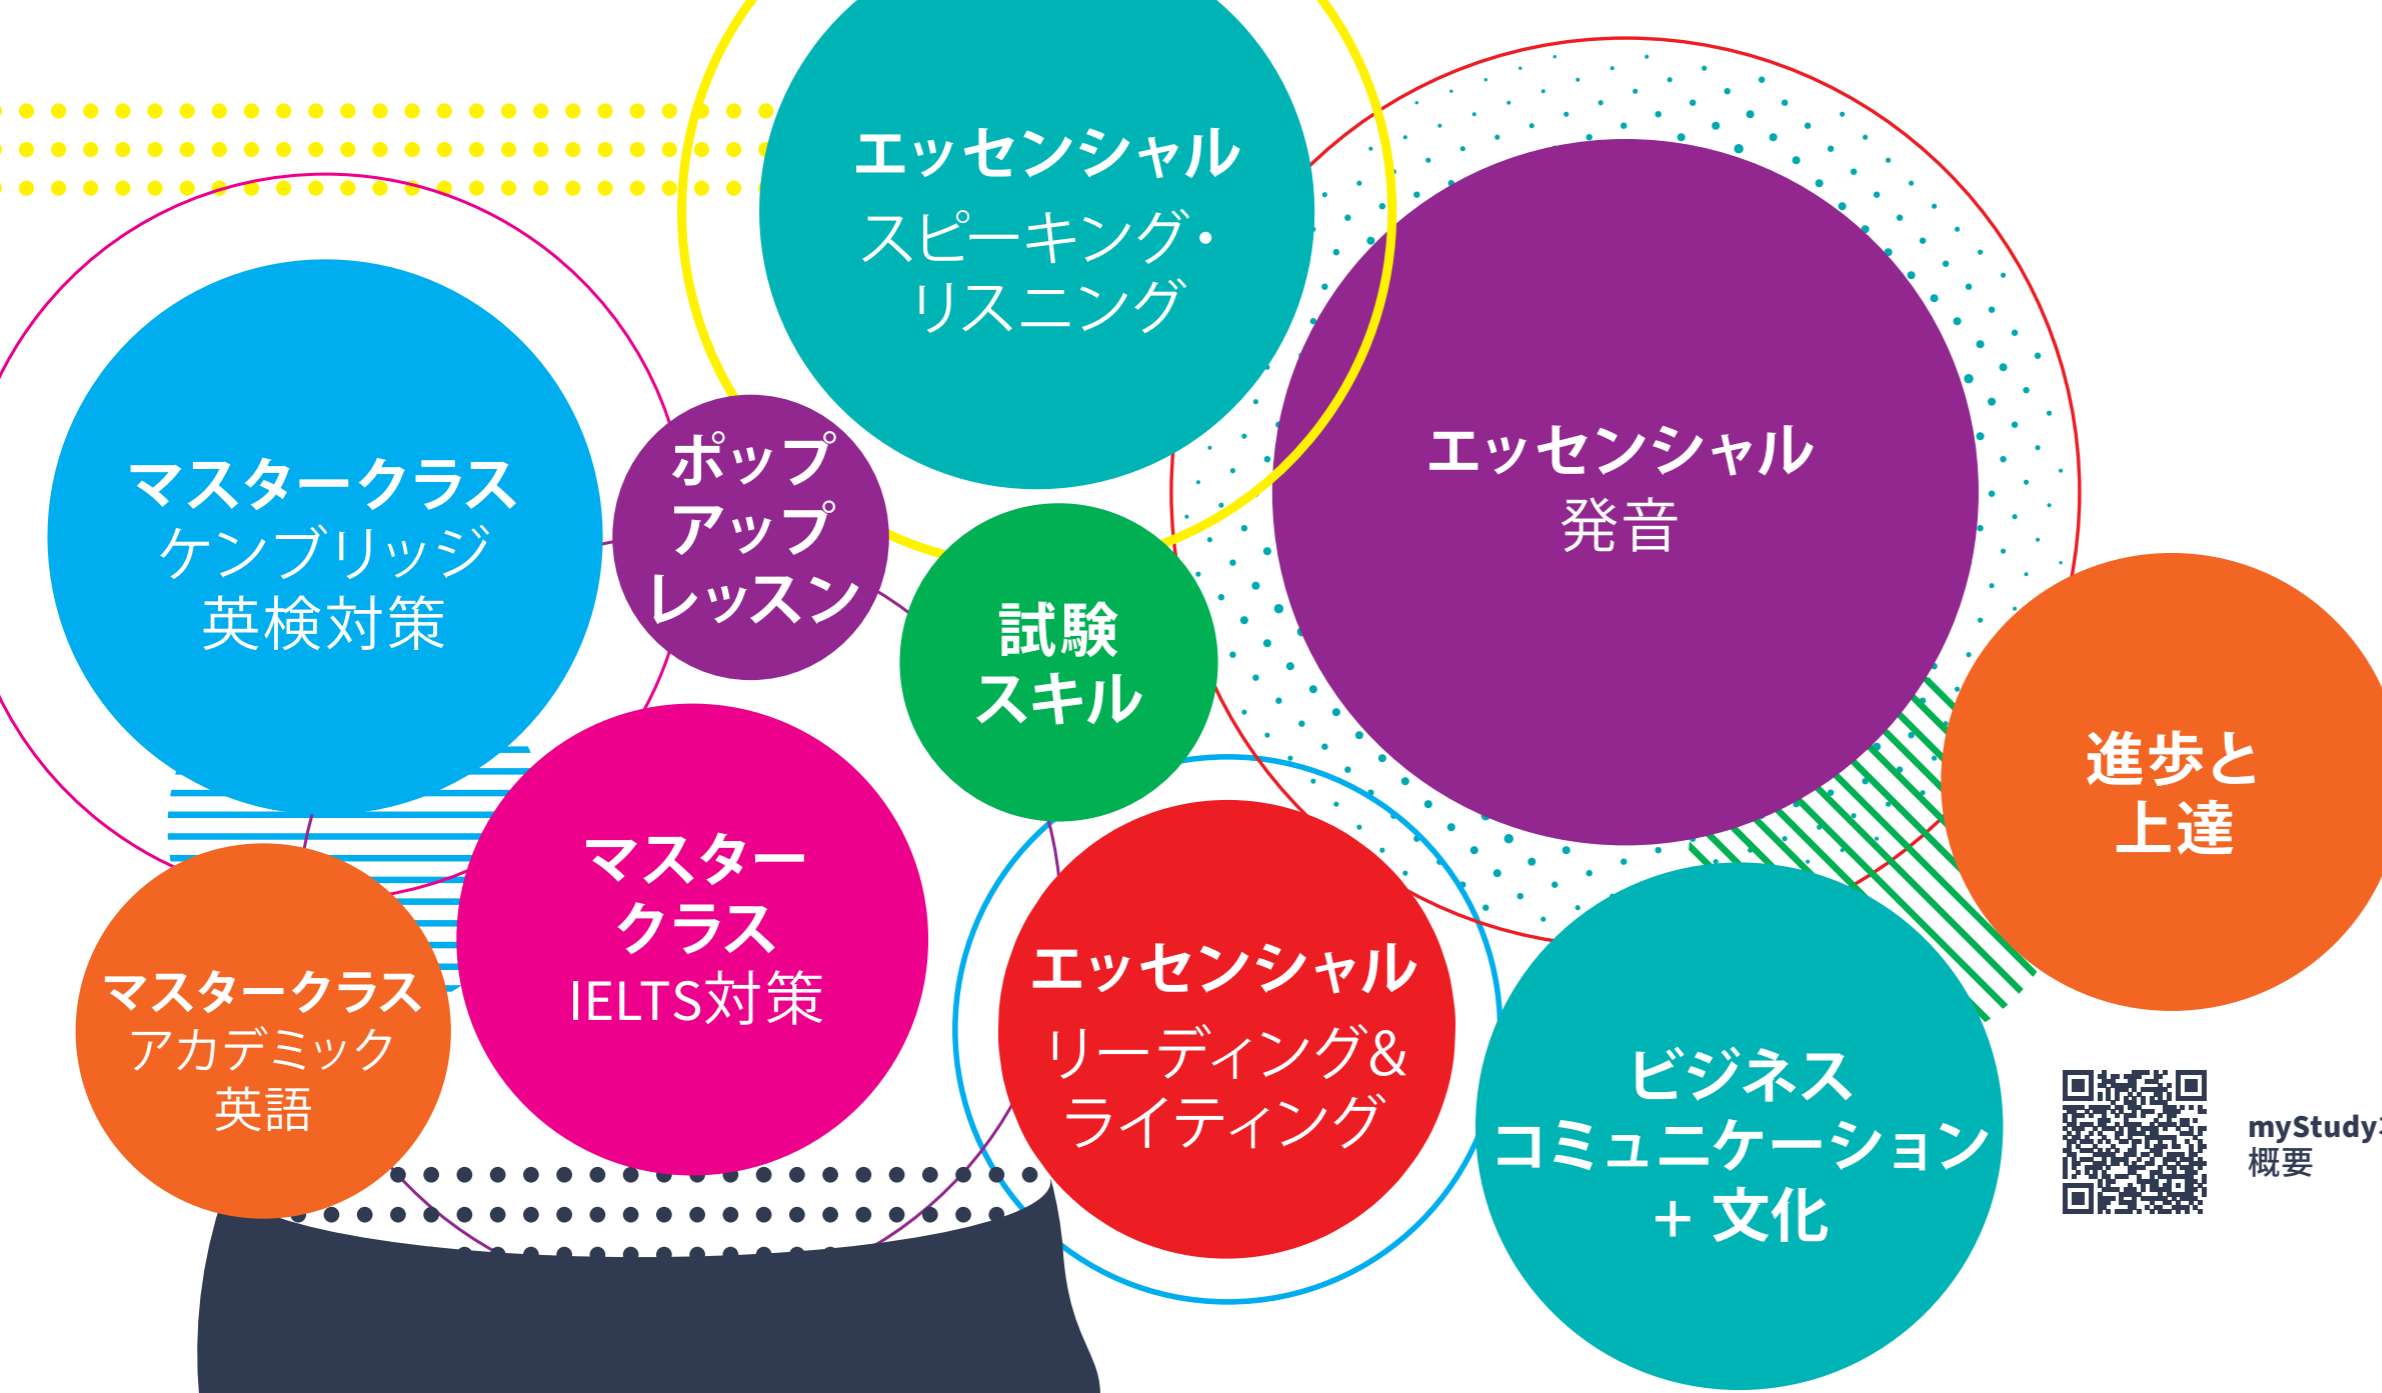 エッセンシャル
スピーキング・
リスニング
マスタークラス
ケンブリッジ
英検対策
ポップ
アップ
レッスン
エッセンシャル
発音
試験
スキル
進歩と
上達
マスター
クラス
IELTS対策
マスタークラス
アカデミック
英語
エッセンシャル
リーディング&
ライティング
ビジネス
コミュニケーション
+ 文化
myStudy
概要